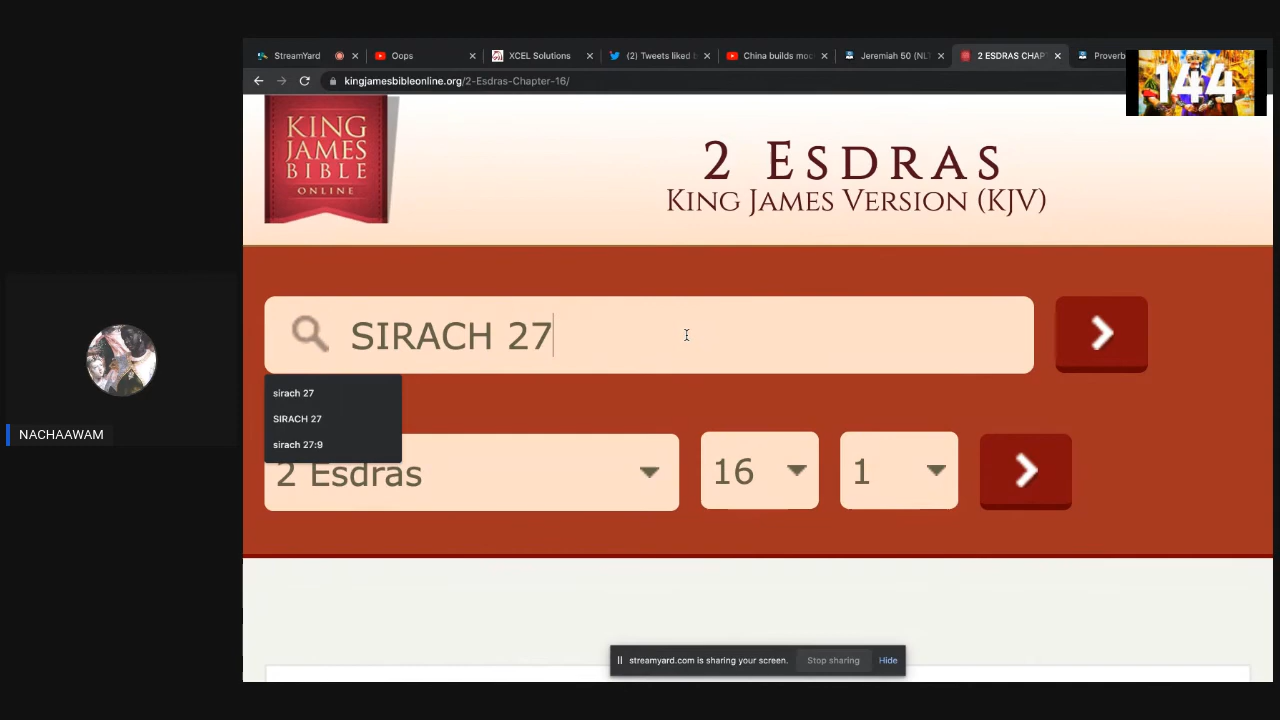 StreamYard
Oops
XCEL Solutions
(2) Tweets liked b
China builds moc
Jeremiah 50 (NLT
2 ESDRAS CHAP
Proverb
kingjamesbibleonline.org/2-Esdras-Chapter-16/
144
KING
JAMES
BIBLE
ONLINE
2 ESDRAS
KING JAMES VERSION (KJV)
SIRACH 27
sirach 27
SIRACH 27
sirach 27:9
2 Esdras
16
1
NACHAAWAM
streamyard.com is sharing your screen.
Stop sharing
Hide